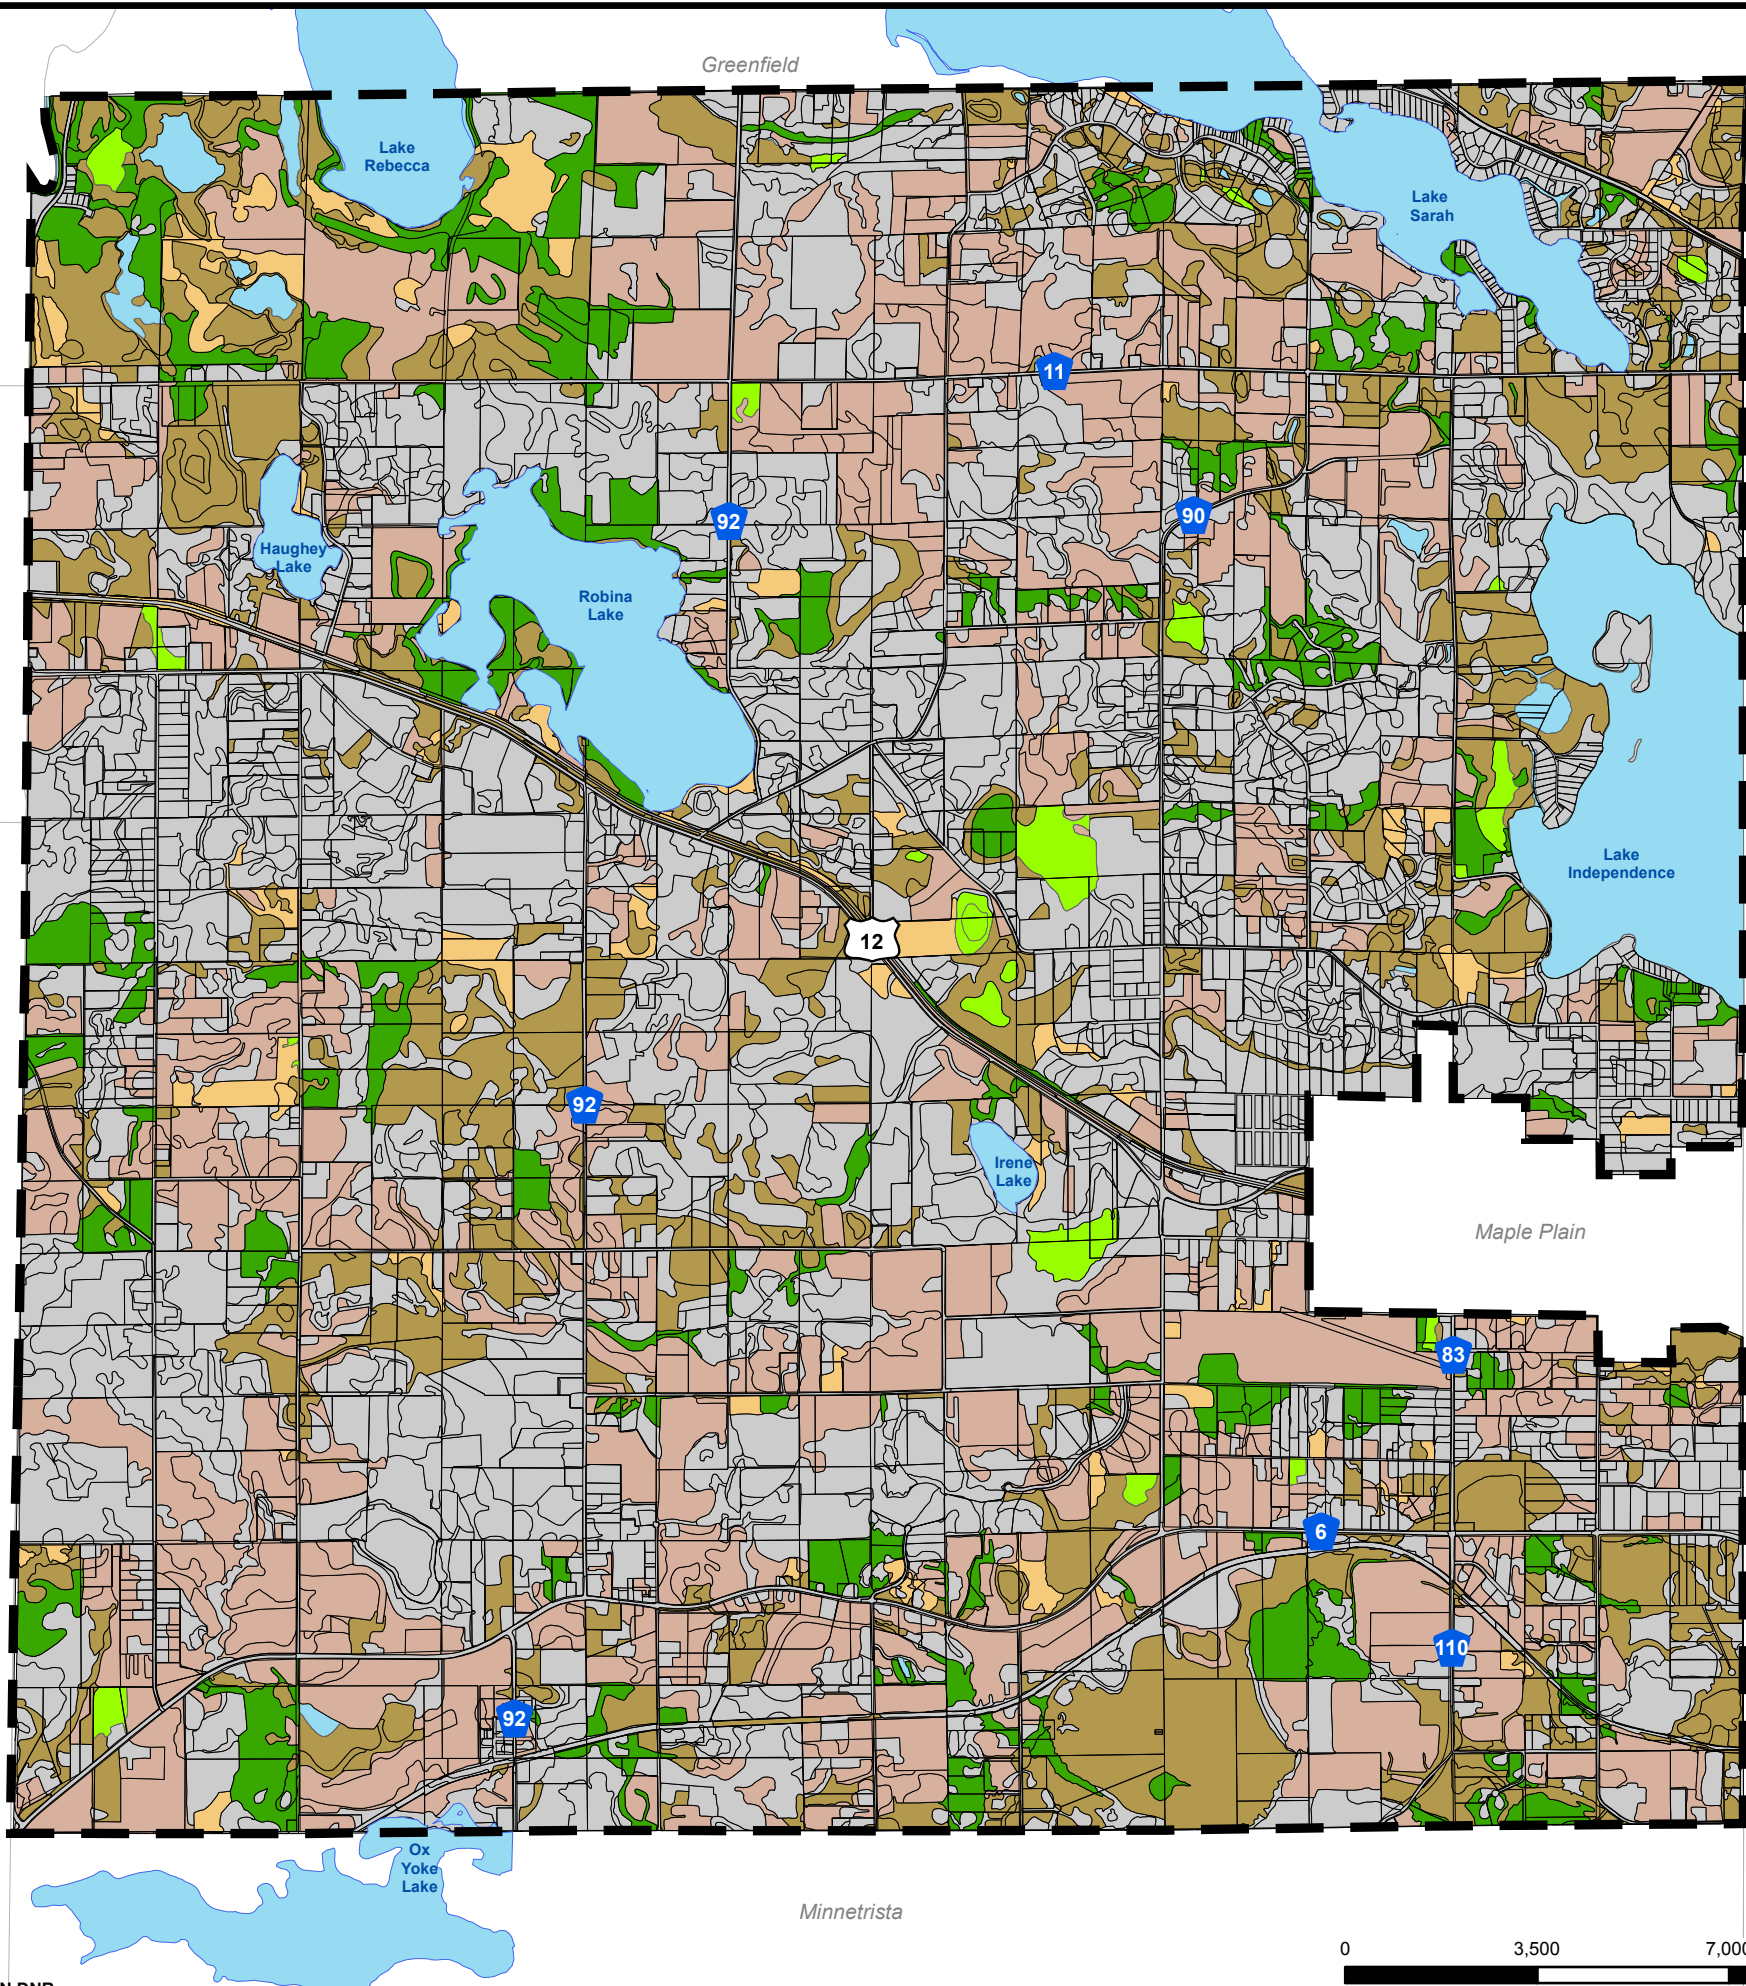 Greenfield
Lake
Rebecca
Lake
Sarah
11
92
90
Haughey
Lake
Robina
Lake
Lake
Independence
12
92
Irene
Lake
Maple Plain
83
6
110
92
Ox
Yoke
Lake
Minnetrista
0
3,500
7,000